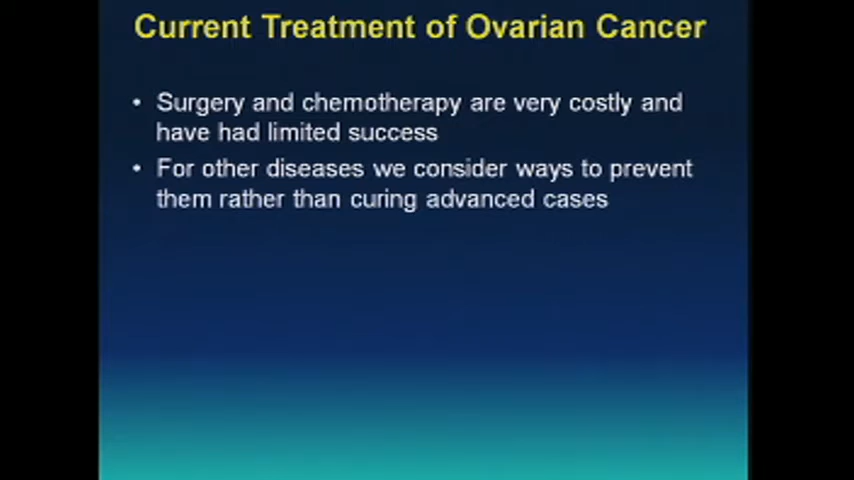 Current Treatment of Ovarian Cancer
• Surgery and chemotherapy are very costly and
have had limited success
• For other diseases we consider ways to prevent
them rather than curing advanced cases